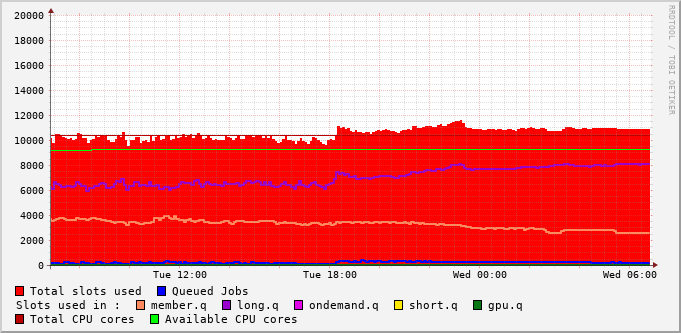 20000
18000
16000
14000
12000
10000
8000
6000
4000
2000
0
Tue 12:00 Tue 18:00 Wed 00:00 Wed 06:00
RRDTOOL / TOBI OETIKER
Total slots used Queued Jobs
Slots used in : member.q long.q ondemand.q short.q gpu.q
Total CPU cores Available CPU cores